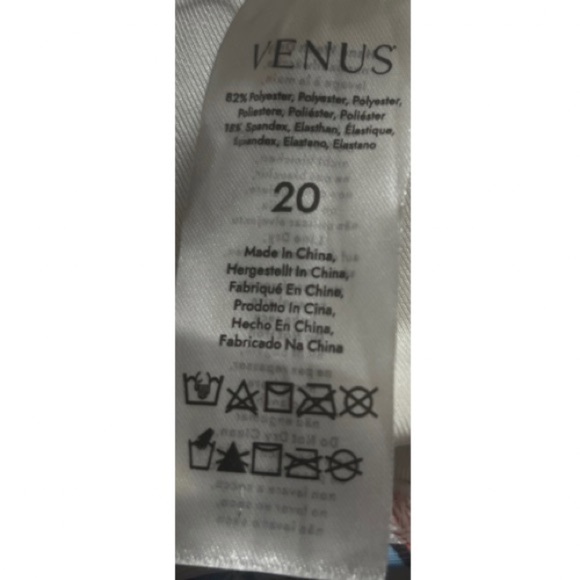 VENUS
82% Polyester, Polyester, Polyester,
Poliestere, Poliéster, Poliéster
18% Spandex, Elasthan, Élastique,
Spandex, Elastano, Elastano
20
Made In China,
Hergestellt In China,
Fabriqué En Chine,
Prodotto In Cina,
Hecho En China,
Fabricado Na China